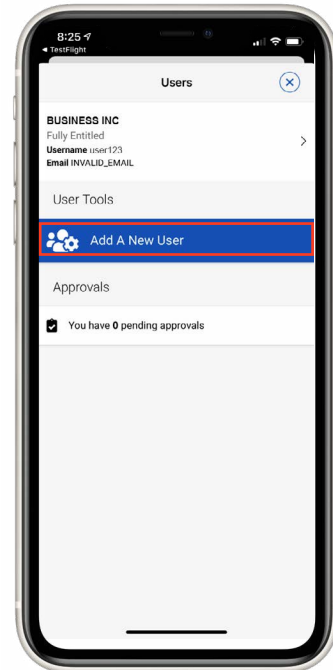 8:25
◀ TestFlight
Users
BUSINESS INC
Fully Entitled
Username user123
Email INVALID_EMAIL
User Tools
Add A New User
Approvals
You have 0 pending approvals